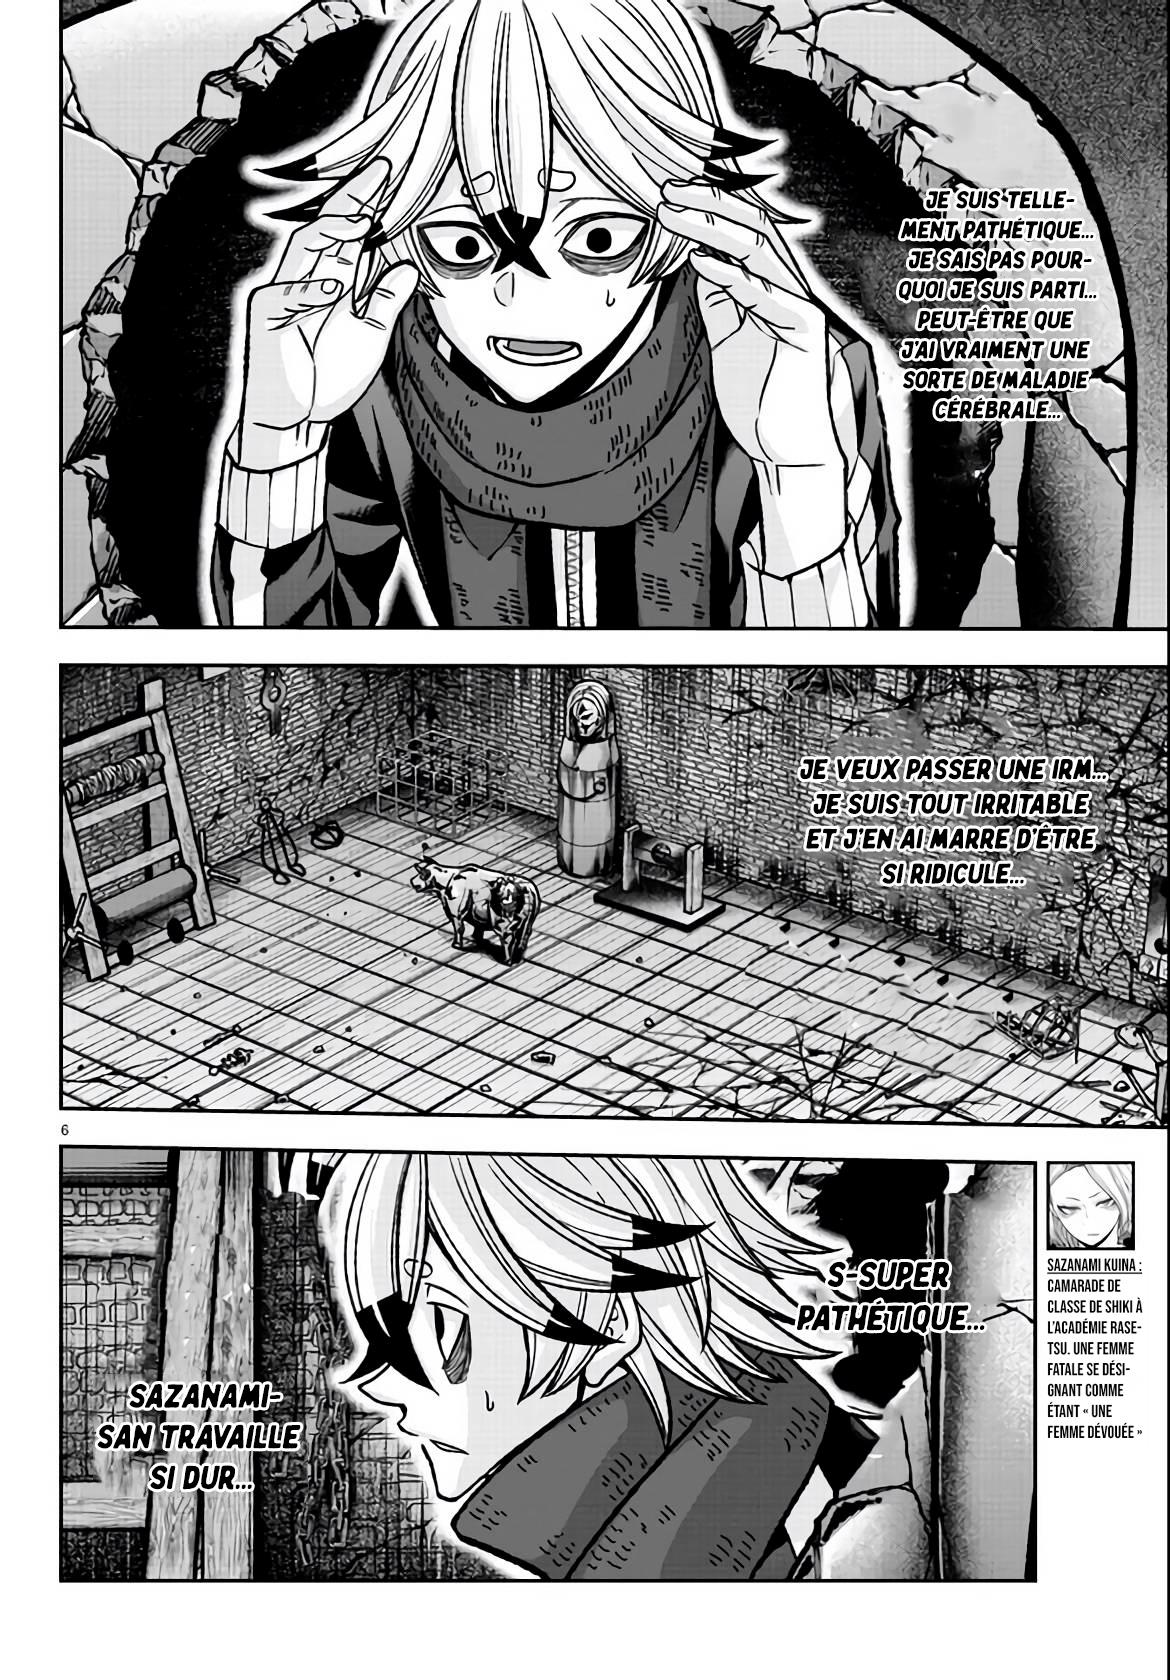 JE SUIS TELLE-
MENT PATHÉTIQUE...
JE SAIS PAS POUR-
QUOI JE SUIS PARTI...
PEUT-ÊTRE QUE
J'AI VRAIMENT UNE
SORTE DE MALADIE
CÉRÉBRALE...
JE VEUX PASSER UNE IRM...
JE SUIS TOUT IRRITABLE
ET J'EN AI MARRE D'ÊTRE
SI RIDICULE...
6
S-SUPER
PATHÉTIQUE...
SAZANAMI-
SAN TRAVAILLE
SI DUR...
SAZANAMI KUINA :
CAMARADE DE
CLASSE DE SHIKI À
L'ACADÉMIE RASE-
TSU. UNE FEMME
FATALE SE DÉSI-
GNANT COMME
ÉTANT « UNE
FEMME DÉVOUÉE »